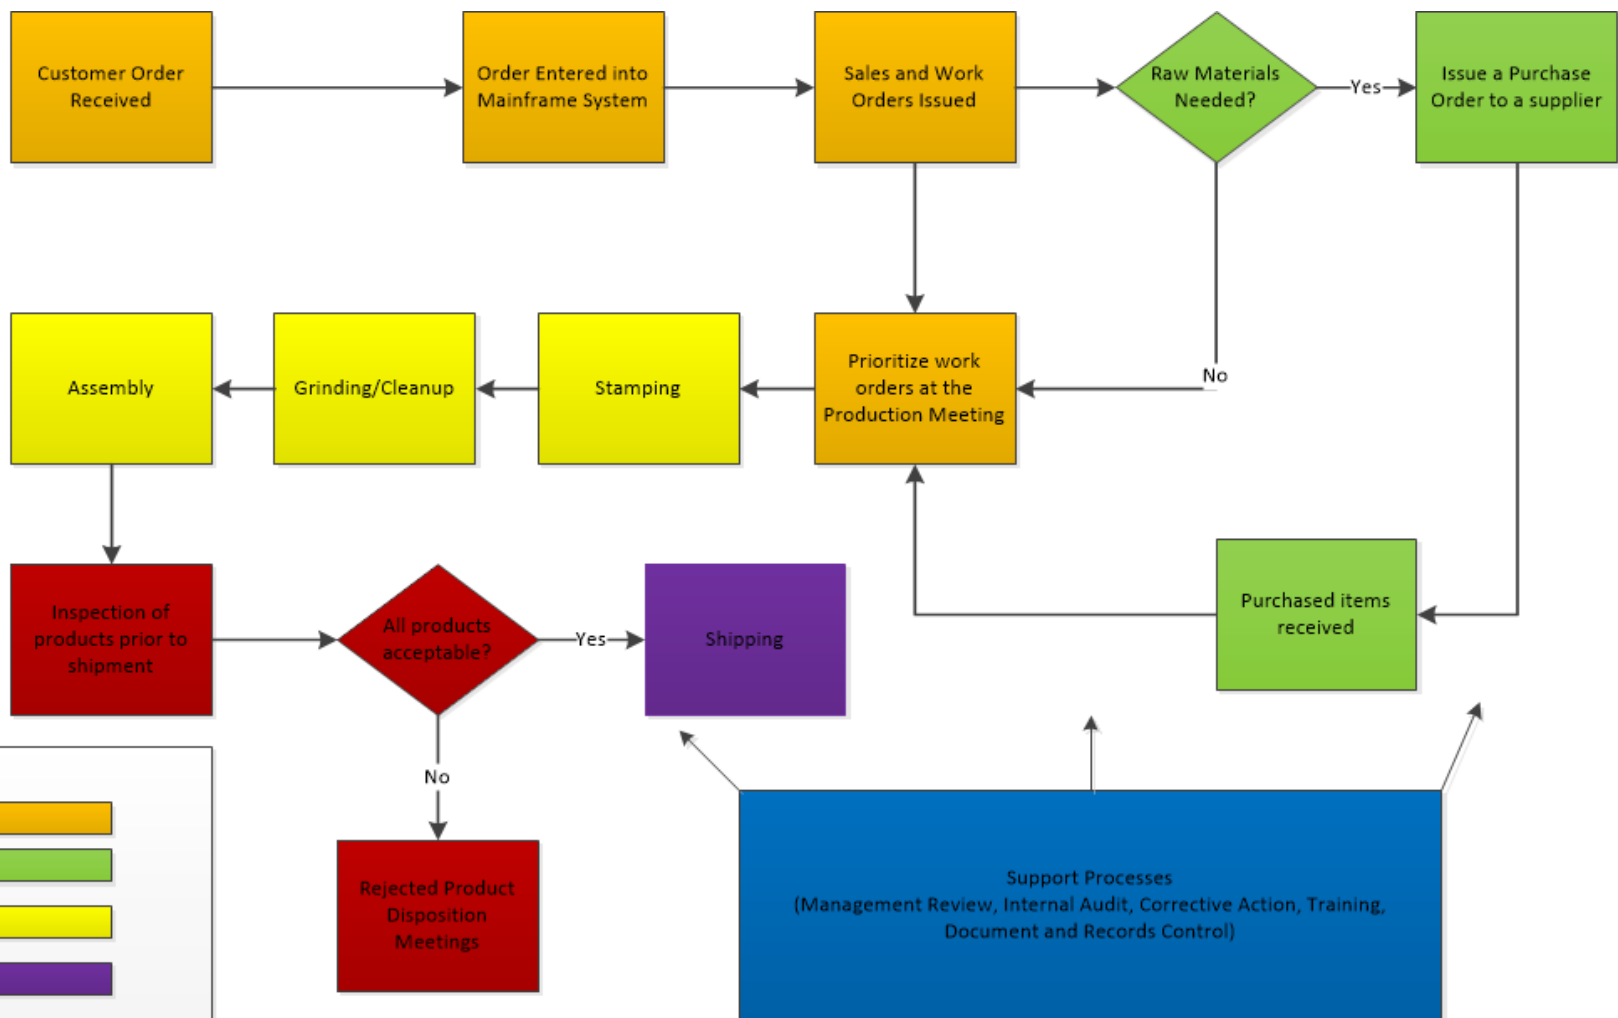 Customer Order
Received
Order Entered into
Mainframe System
Sales and Work
Orders Issued
Raw Materials
Needed?
Yes
Issue a Purchase
Order to a supplier
No
Assembly
Grinding/Cleanup
Stamping
Prioritize work
orders at the
Production Meeting
Inspection of
products prior to
shipment
All products
acceptable?
Yes
Shipping
Purchased items
received
No
Rejected Product
Disposition
Meetings
Support Processes
(Management Review, Internal Audit, Corrective Action, Training,
Document and Records Control)